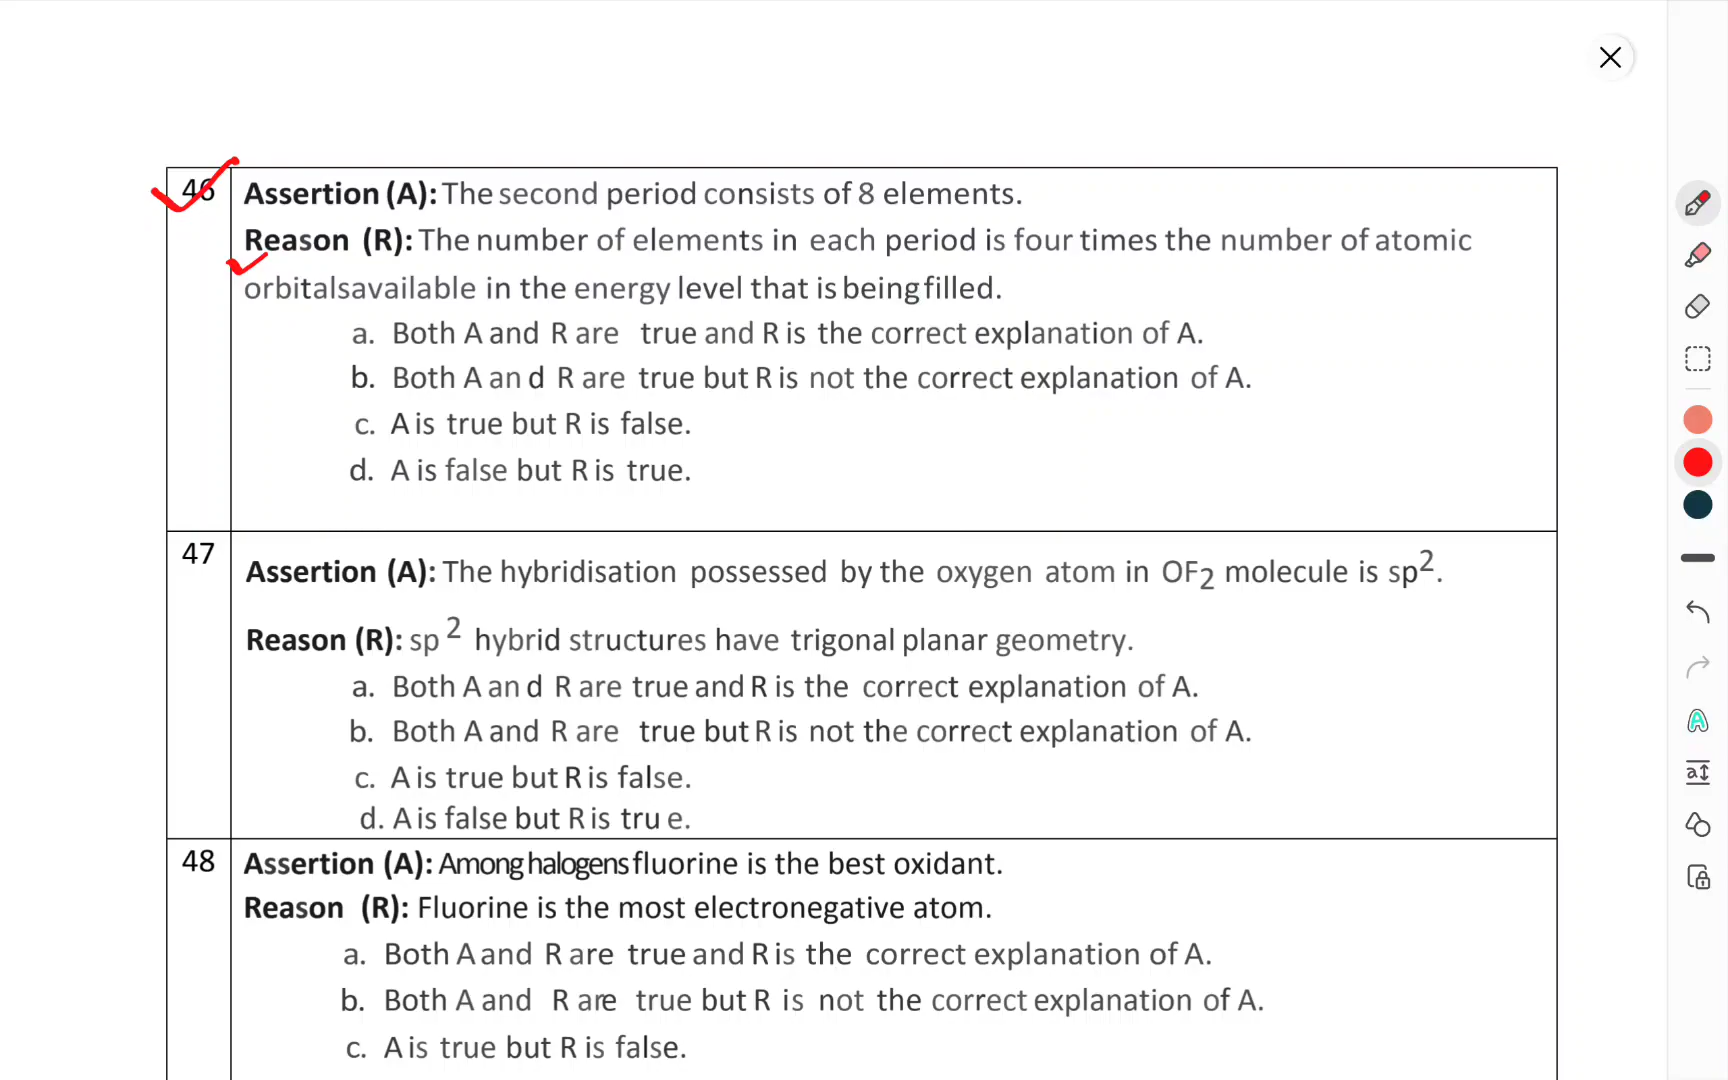 46
Assertion (A): The second period consists of 8 elements.
Reason (R): The number of elements in each period is four times the number of atomic
orbitalsavailable in the energy level that is being filled.
a. Both A and R are true and R is the correct explanation of A.
b. Both A and R are true but R is not the correct explanation of A.
c. A is true but R is false.
d. A is false but R is true.
47
Assertion (A): The hybridisation possessed by the oxygen atom in OF2 molecule is sp2.
Reason (R): sp 2 hybrid structures have trigonal planar geometry.
a. Both A and R are true and R is the correct explanation of A.
b. Both A and R are true but R is not the correct explanation of A.
c. A is true but R is false.
d. A is false but R is true.
48
Assertion (A): Among halogens fluorine is the best oxidant.
Reason (R): Fluorine is the most electronegative atom.
a. Both A and R are true and R is the correct explanation of A.
b. Both A and R are true but R is not the correct explanation of A.
c. A is true but R is false.
A
a